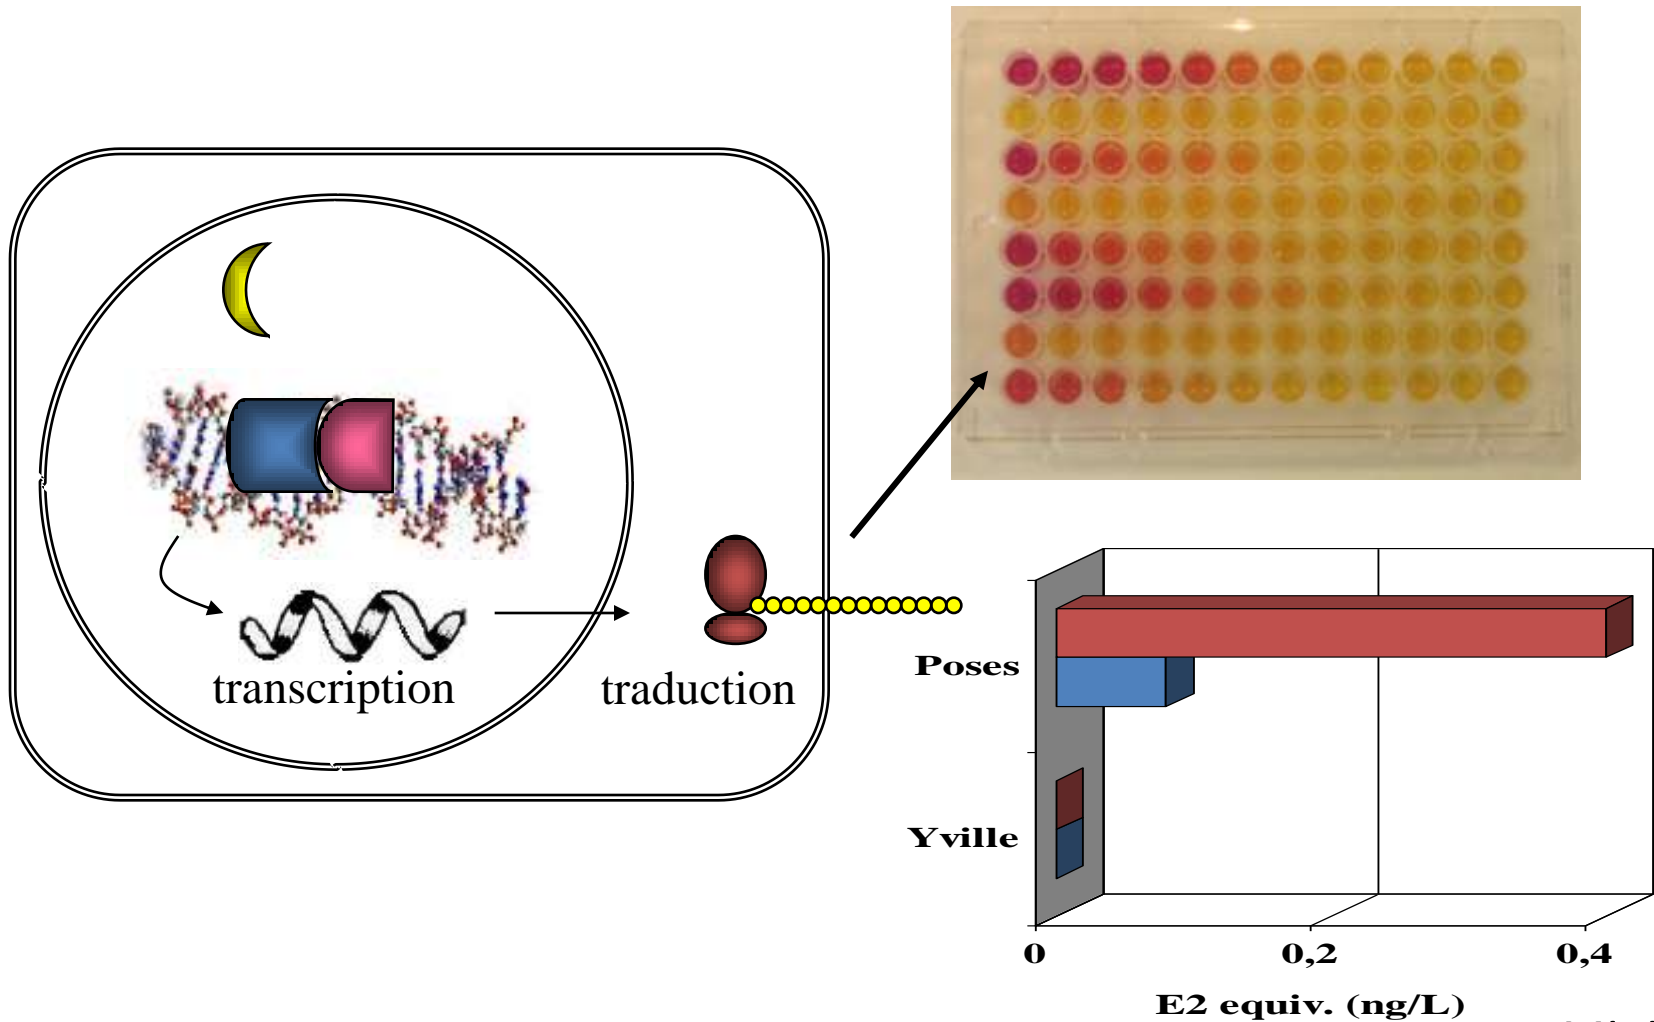 transcription
traduction
Poses
Yville
0
0,2
0,4
E2 equiv. (ng/L)